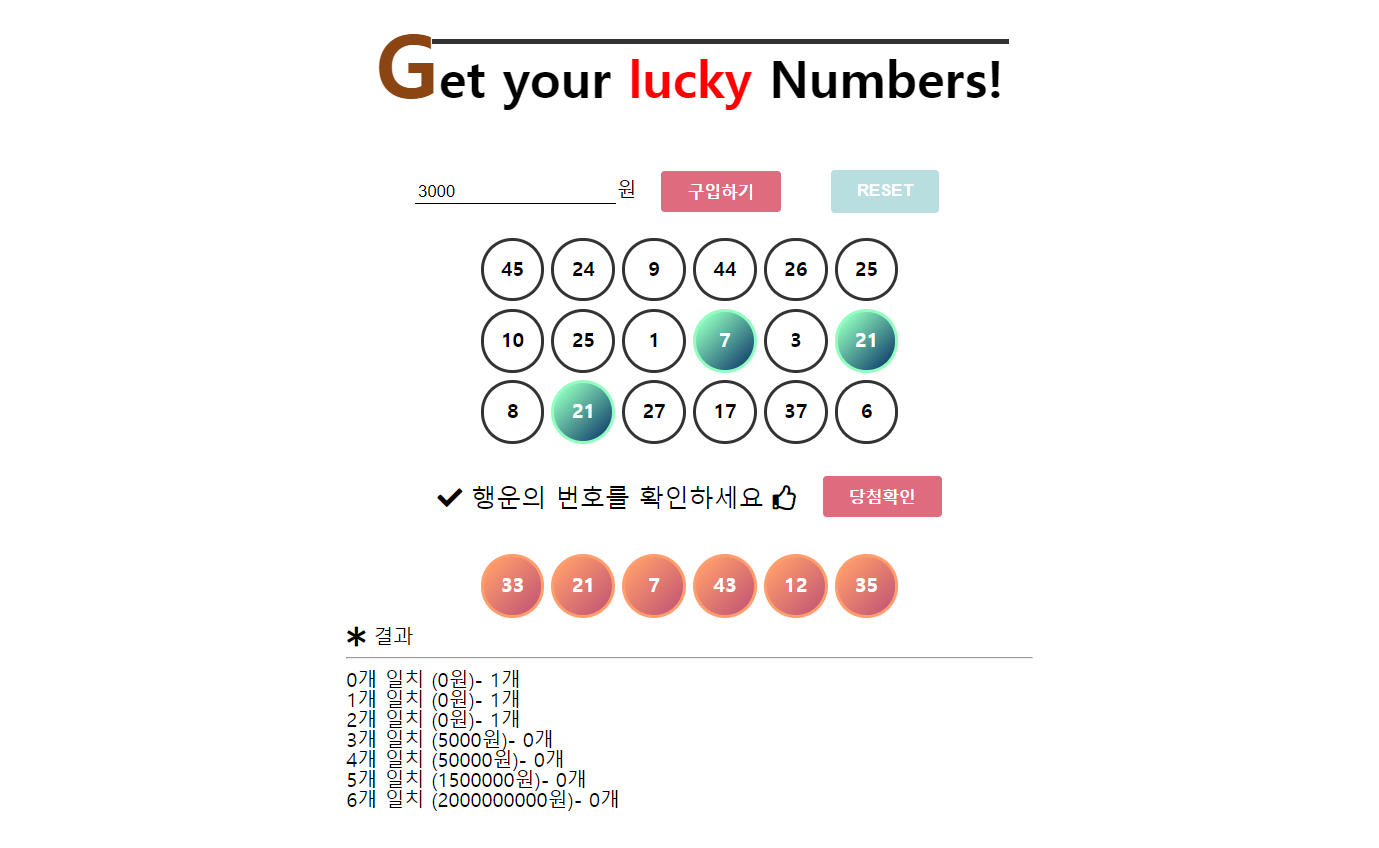 Get your lucky Numbers!
3000 원 구입하기 RESET
45 24 9 44 26 25
10 25 1 7 3 21
8 21 27 17 37 6
행운의 번호를 확인하세요 당첨확인
33 21 7 43 12 35
결과
0개 일치 (0원)- 1개
1개 일치 (0원)- 1개
2개 일치 (0원)- 1개
3개 일치 (5000원)- 0개
4개 일치 (50000원)- 0개
5개 일치 (1500000원)- 0개
6개 일치 (2000000000원)- 0개